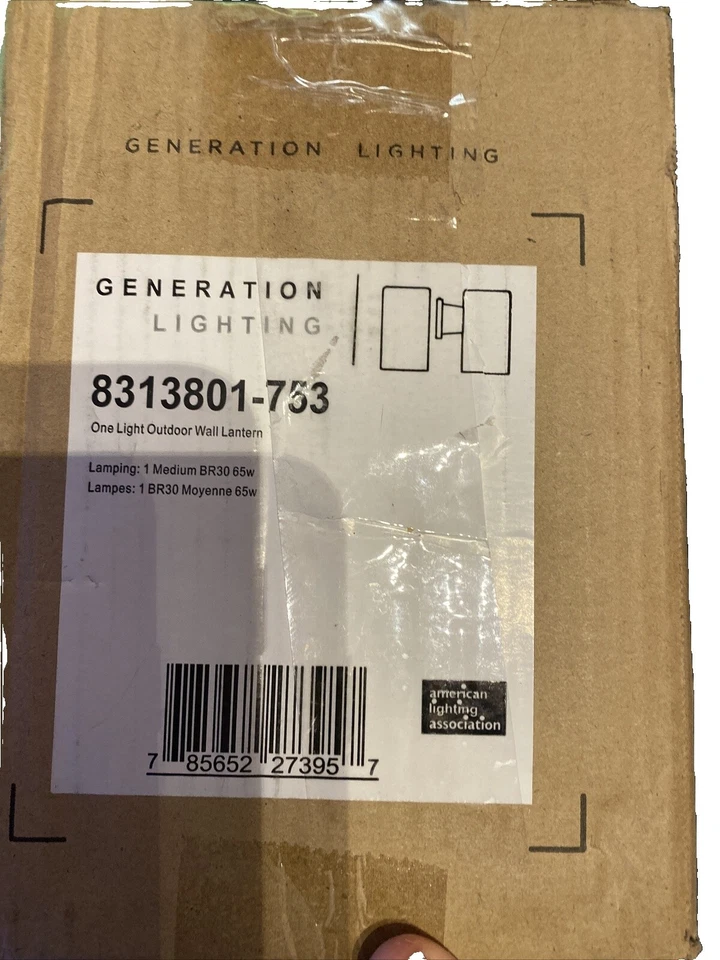 GENERATION LIGHTING
GENERATION
LIGHTING
8313801-753
One Light Outdoor Wall Lantern
Lamping: 1 Medium BR30 65w
Lampes: 1 BR30 Moyenne 65w
american
lighting
association
7 85652 27395 7